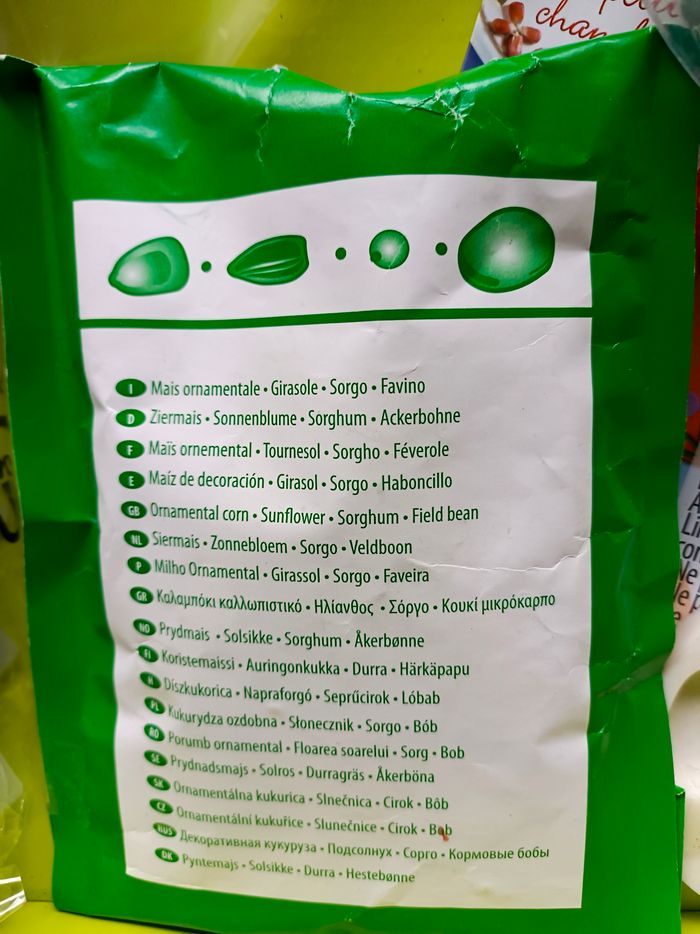 chan
I Mais ornamentale • Girasole • Sorgo • Favino
D Ziermais • Sonnenblume • Sorghum • Ackerbohne
F Maïs ornemental • Tournesol • Sorgho • Féverole
E Maíz de decoración • Girasol • Sorgo • Haboncillo
GB Ornamental corn • Sunflower • Sorghum • Field bean
NL Siermais • Zonnebloem • Sorgo • Veldboon
P Milho Ornamental • Girassol • Sorgo • Faveira
GR Καλαμπόκι καλλωπιστικό • Ηλίανθος • Σόργο • Κουκί μικρόκαρπο
NO Prydmais • Solsikke • Sorghum • Åkerbønne
FI Koristemaissi • Auringonkukka • Durra • Härkäpapu
H Díszkukorica • Napraforgó • Seprűcirok • Lóbab
PL Kukurydza ozdobna • Słonecznik • Sorgo • Bób
RO Porumb ornamental • Floarea soarelui • Sorg • Bob
SE Prydnadsmajs • Solros • Durragräs • Åkerböna
SK Ornamentálna kukurica • Slnečnica • Cirok • Bôb
CZ Ornamentální kukuřice • Slunečnice • Cirok • Bob
RUS Декоративная кукуруза • Подсолнух • Сорго • Кормовые бобы
DK Pyntemajs • Solsikke • Durra • Hestebønne